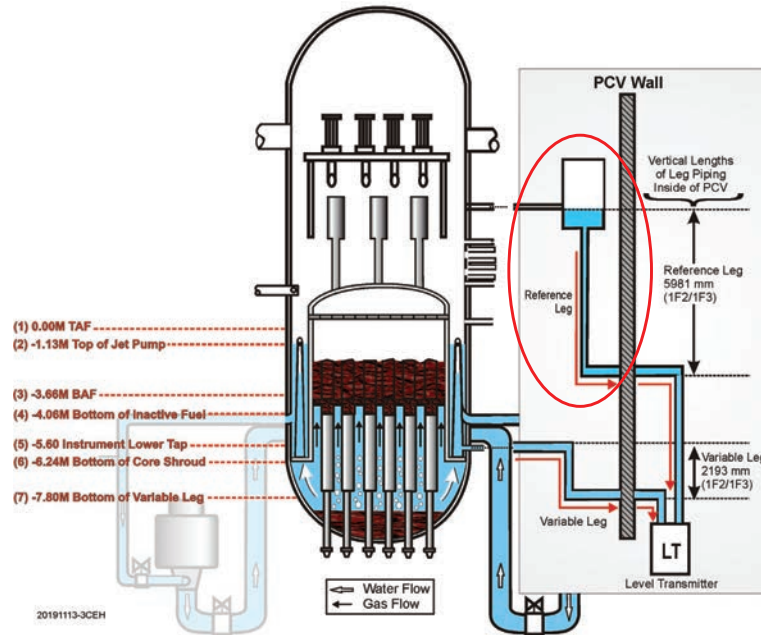 PCV Wall
Vertical Lengths
of Leg Piping
Inside of PCV
Reference Leg
5981 mm
(1F2/1F3)
Reference
Leg
(1) 0.00M TAF
(2) -1.13M Top of Jet Pump
(3) -3.66M BAF
(4) -4.06M Bottom of Inactive Fuel
(5) -5.60 Instrument Lower Tap
(6) -6.24M Bottom of Core Shroud
(7) -7.80M Bottom of Variable Leg
Variable Leg
2193 mm
(1F2/1F3)
Variable Leg
LT
Level Transmitter
Water Flow
Gas Flow
20191113-3CEH